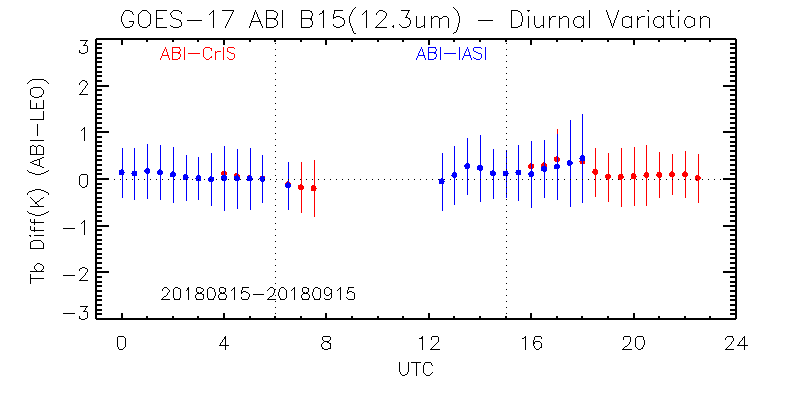 GOES-17 ABI B15(12.3um) - Diurnal Variation
ABI-CrIS ABI-IASI
3
2
1
0
-1
-2
-3
Tb Diff(K) (ABI-LEO)
20180815-20180915
0 4 8 12 16 20 24
UTC